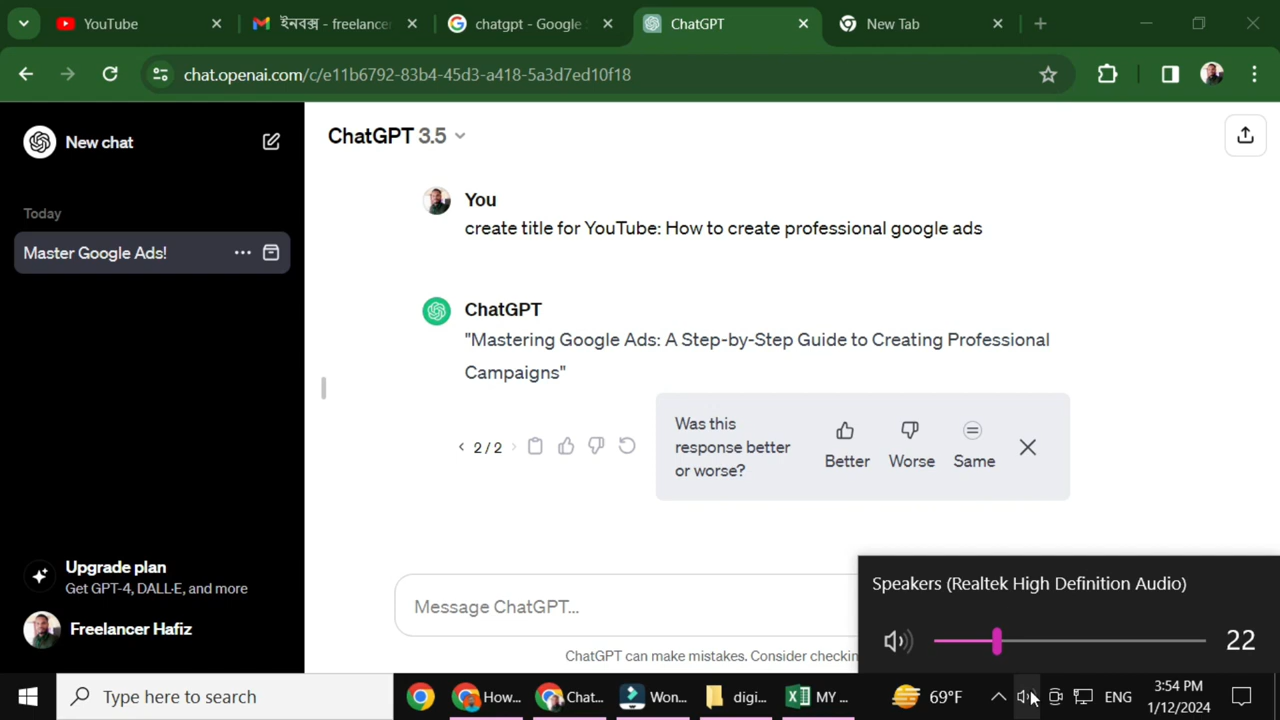 YouTube
ইনবক্স - freelancer
chatgpt - Google S
ChatGPT
New Tab
chat.openai.com/c/e11b6792-83b4-45d3-a418-5a3d7ed10f18
New chat
ChatGPT 3.5
Today
Master Google Ads!
You
create title for YouTube: How to create professional google ads
ChatGPT
"Mastering Google Ads: A Step-by-Step Guide to Creating Professional
Campaigns"
2 / 2
Was this
response better
or worse?
Better
Worse
Same
Upgrade plan
Get GPT-4, DALL·E, and more
Freelancer Hafiz
Message ChatGPT...
ChatGPT can make mistakes. Consider checkin
Speakers (Realtek High Definition Audio)
22
Type here to search
How...
Chat...
Won...
digi...
MY ...
69°F
ENG
3:54 PM
1/12/2024